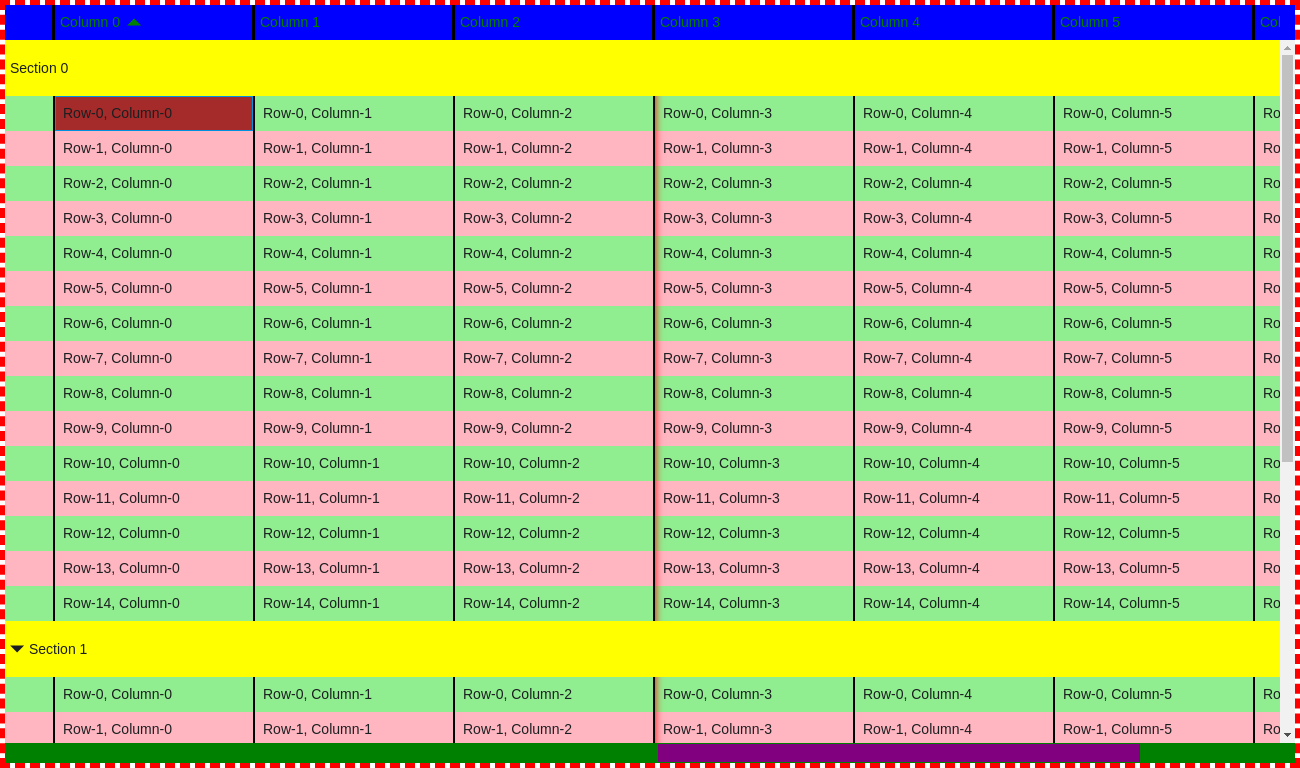 Column 0 Column 1 Column 2 Column 3 Column 4 Column 5 Col
Section 0
Row-0, Column-0 Row-0, Column-1 Row-0, Column-2 Row-0, Column-3 Row-0, Column-4 Row-0, Column-5 Ro
Row-1, Column-0 Row-1, Column-1 Row-1, Column-2 Row-1, Column-3 Row-1, Column-4 Row-1, Column-5 Ro
Row-2, Column-0 Row-2, Column-1 Row-2, Column-2 Row-2, Column-3 Row-2, Column-4 Row-2, Column-5 Ro
Row-3, Column-0 Row-3, Column-1 Row-3, Column-2 Row-3, Column-3 Row-3, Column-4 Row-3, Column-5 Ro
Row-4, Column-0 Row-4, Column-1 Row-4, Column-2 Row-4, Column-3 Row-4, Column-4 Row-4, Column-5 Ro
Row-5, Column-0 Row-5, Column-1 Row-5, Column-2 Row-5, Column-3 Row-5, Column-4 Row-5, Column-5 Ro
Row-6, Column-0 Row-6, Column-1 Row-6, Column-2 Row-6, Column-3 Row-6, Column-4 Row-6, Column-5 Ro
Row-7, Column-0 Row-7, Column-1 Row-7, Column-2 Row-7, Column-3 Row-7, Column-4 Row-7, Column-5 Ro
Row-8, Column-0 Row-8, Column-1 Row-8, Column-2 Row-8, Column-3 Row-8, Column-4 Row-8, Column-5 Ro
Row-9, Column-0 Row-9, Column-1 Row-9, Column-2 Row-9, Column-3 Row-9, Column-4 Row-9, Column-5 Ro
Row-10, Column-0 Row-10, Column-1 Row-10, Column-2 Row-10, Column-3 Row-10, Column-4 Row-10, Column-5 Ro
Row-11, Column-0 Row-11, Column-1 Row-11, Column-2 Row-11, Column-3 Row-11, Column-4 Row-11, Column-5 Ro
Row-12, Column-0 Row-12, Column-1 Row-12, Column-2 Row-12, Column-3 Row-12, Column-4 Row-12, Column-5 Ro
Row-13, Column-0 Row-13, Column-1 Row-13, Column-2 Row-13, Column-3 Row-13, Column-4 Row-13, Column-5 Ro
Row-14, Column-0 Row-14, Column-1 Row-14, Column-2 Row-14, Column-3 Row-14, Column-4 Row-14, Column-5 Ro
Section 1
Row-0, Column-0 Row-0, Column-1 Row-0, Column-2 Row-0, Column-3 Row-0, Column-4 Row-0, Column-5 Ro
Row-1, Column-0 Row-1, Column-1 Row-1, Column-2 Row-1, Column-3 Row-1, Column-4 Row-1, Column-5 Ro